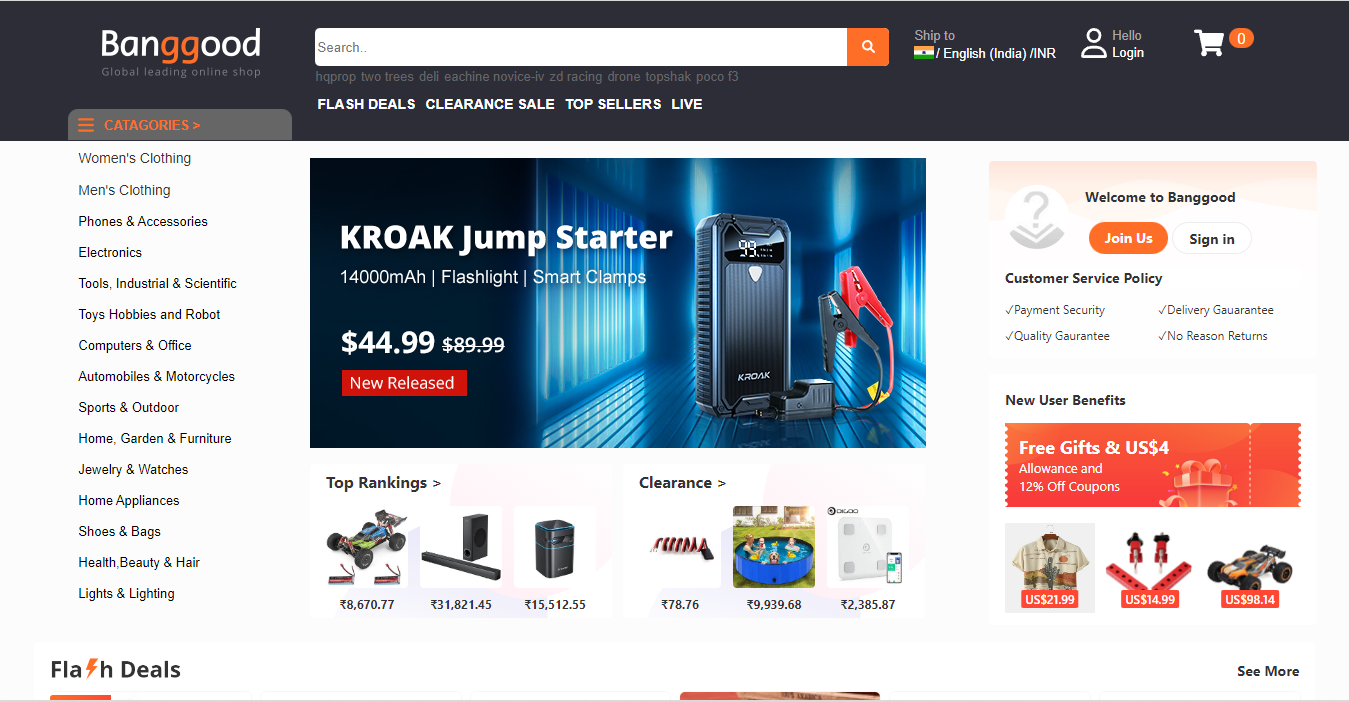 Banggood
Global leading online shop
Search..
Ship to
/ English (India) /INR
Hello
Login
0
hqprop two trees deli eachine novice-iv zd racing drone topshak poco f3
FLASH DEALS CLEARANCE SALE TOP SELLERS LIVE
CATAGORIES >
Women's Clothing
Men's Clothing
Phones & Accessories
Electronics
Tools, Industrial & Scientific
Toys Hobbies and Robot
Computers & Office
Automobiles & Motorcycles
Sports & Outdoor
Home, Garden & Furniture
Jewelry & Watches
Home Appliances
Shoes & Bags
Health,Beauty & Hair
Lights & Lighting
KROAK Jump Starter
14000mAh | Flashlight | Smart Clamps
$44.99 $89.99
New Released
99
KROAK
Top Rankings >
₹8,670.77 ₹31,821.45 ₹15,512.55
Clearance >
DIGOO
₹78.76 ₹9,939.68 ₹2,385.87
?
Welcome to Banggood
Join Us Sign in
Customer Service Policy
✓Payment Security ✓Delivery Gauarantee
✓Quality Gaurantee ✓No Reason Returns
New User Benefits
Free Gifts & US$4
Allowance and
12% Off Coupons
US$21.99 US$14.99 US$98.14
Flash Deals
See More